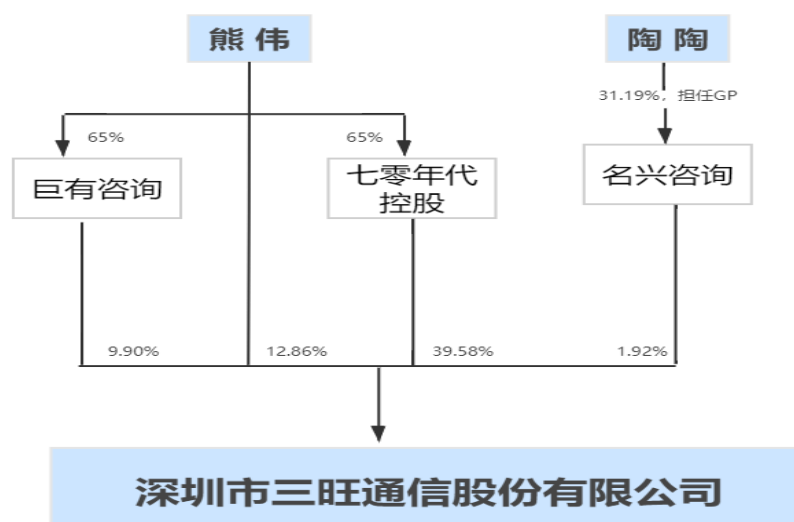 熊 伟
陶 陶
31.19%，担任GP
65%
65%
巨有咨询
七零年代
控股
名兴咨询
9.90%
12.86%
39.58%
1.92%
深圳市三旺通信股份有限公司